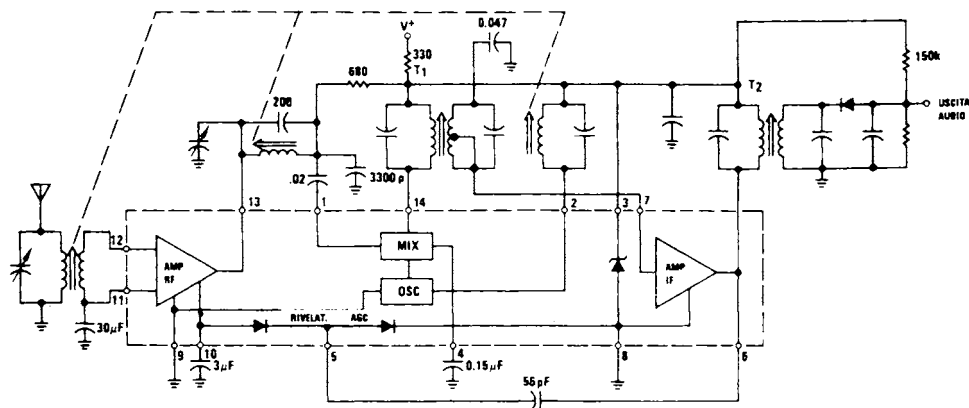 0.047
V+
330
T1
680
150k
T2
208
USCITA
AUDIO
.02
3300 p
13
1
14
2
3
7
12
MIX
AMP
RF
AMP
IF
11
OSC
30µF
RIVELAT. AGC
9
10
3µF
5
4
0.15µF
8
6
56pF